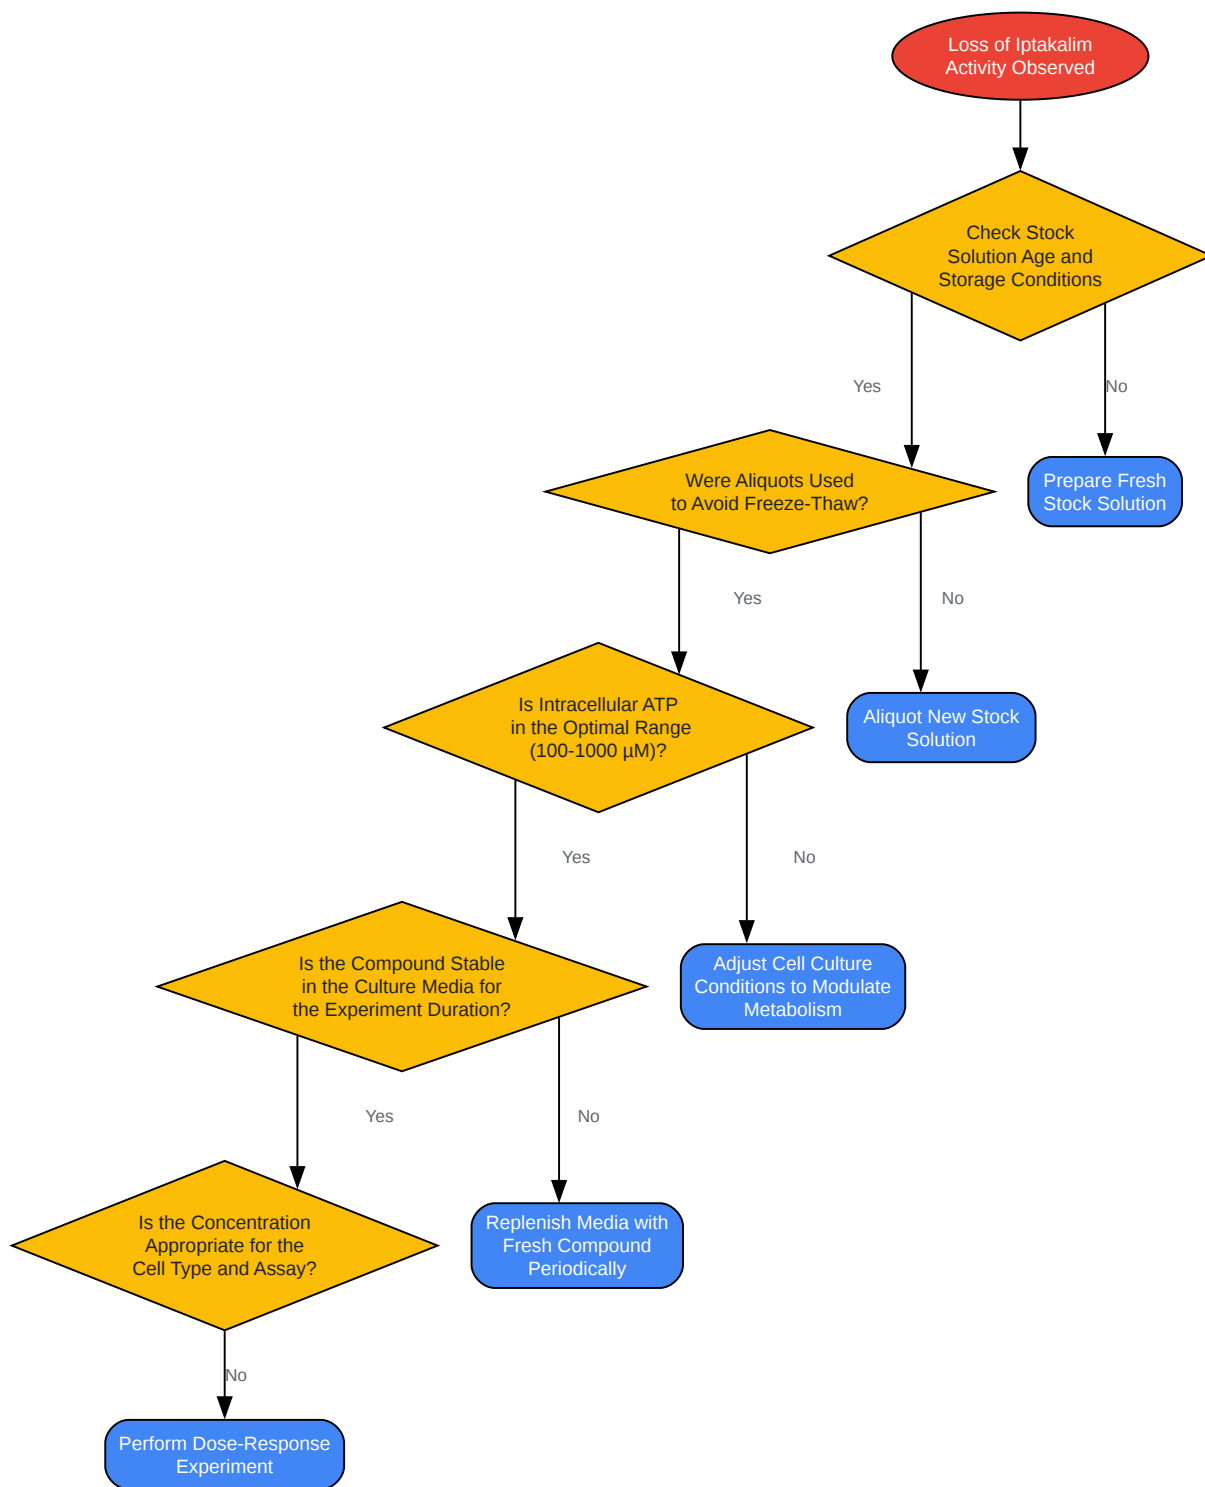 Loss of Iptakalim
Activity Observed
Check Stock
Solution Age and
Storage Conditions
Yes
No
Were Aliquots Used
to Avoid Freeze-Thaw?
Prepare Fresh
Stock Solution
Yes
No
Is Intracellular ATP
in the Optimal Range
(100-1000 µM)?
Aliquot New Stock
Solution
Yes
No
Is the Compound Stable
in the Culture Media for
the Experiment Duration?
Adjust Cell Culture
Conditions to Modulate
Metabolism
Yes
No
Is the Concentration
Appropriate for the
Cell Type and Assay?
Replenish Media with
Fresh Compound
Periodically
No
Perform Dose-Response
Experiment